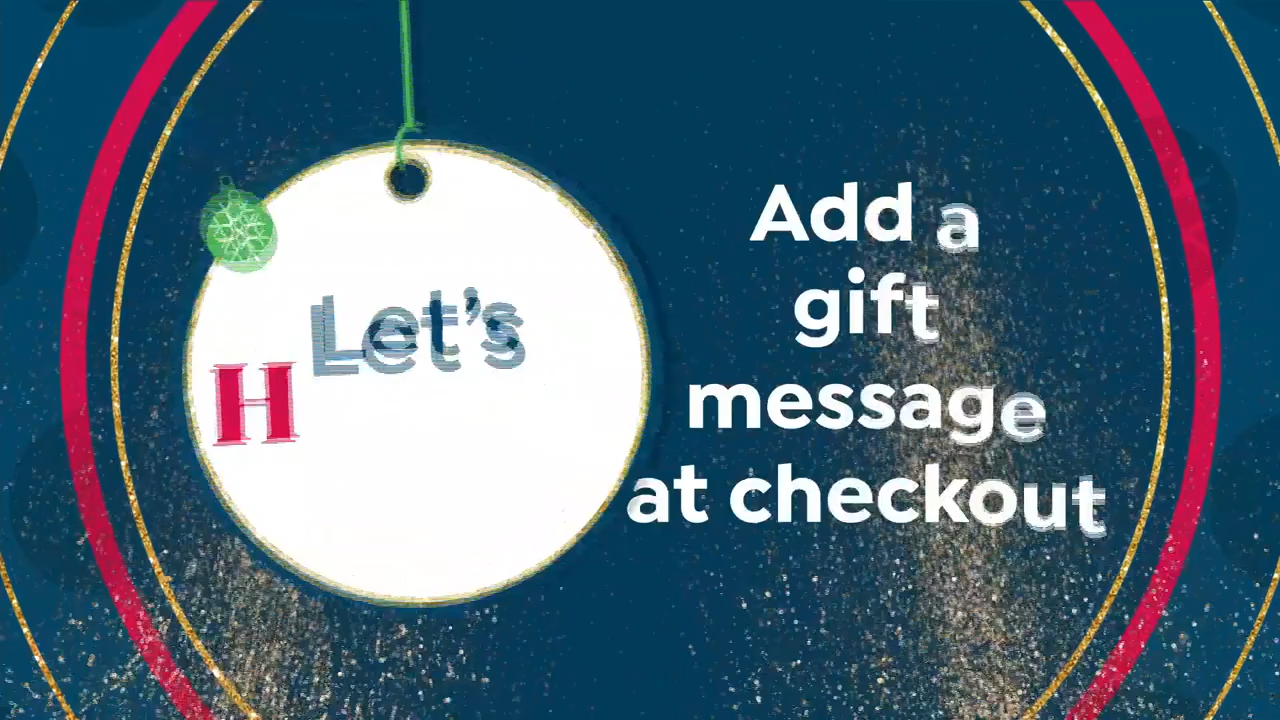 Let's
H
Add a
gift
message
at checkout